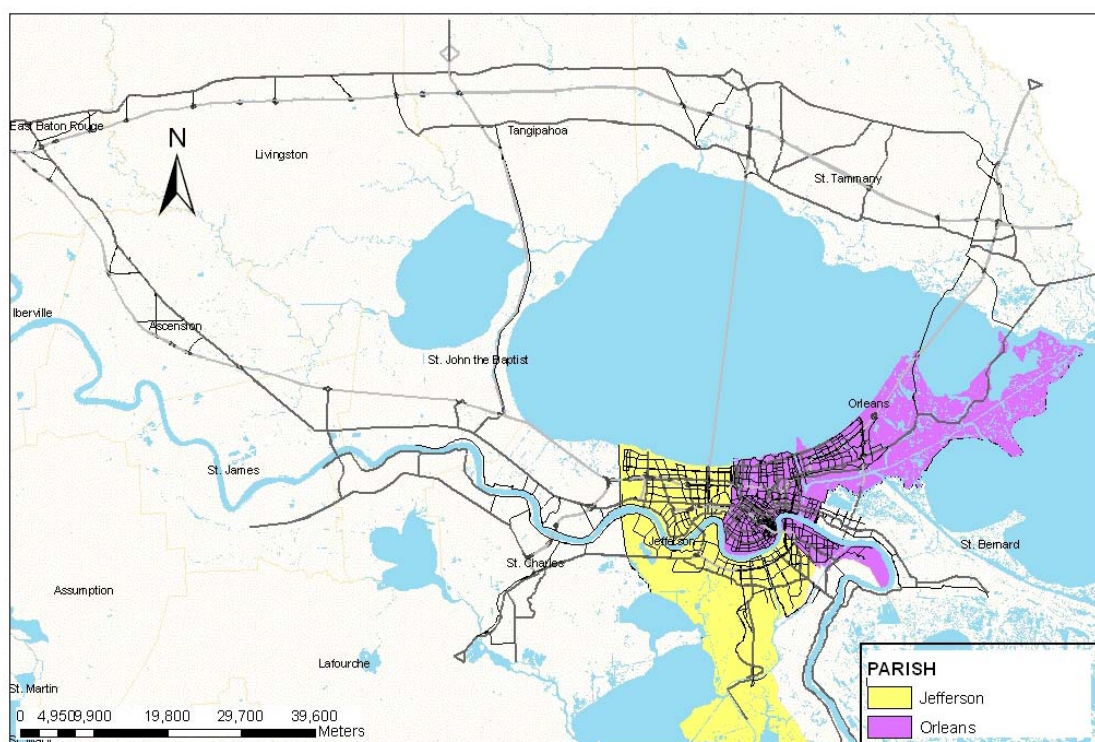 East Baton Rouge
N
Livingston
Tangipahoa
St. Tammany
Iberville
Ascension
St. John the Baptist
Orleans
St. James
Jefferson
St. Bernard
St. Charles
Assumption
Lafourche
St. Martin
PARISH
Jefferson
Orleans
0 4,950 9,900 19,800 29,700 39,600
Meters